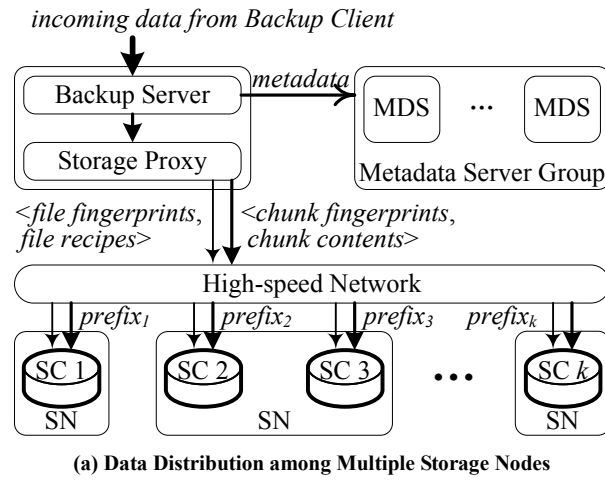 incoming data from Backup Client
Backup Server
metadata
MDS ... MDS
Storage Proxy
Metadata Server Group
<file fingerprints,
file recipes>
<chunk fingerprints,
chunk contents>
High-speed Network
prefix1 prefix2 prefix3 prefixk
SC 1 SC 2 SC 3 ... SC k
SN SN SN
(a) Data Distribution among Multiple Storage Nodes